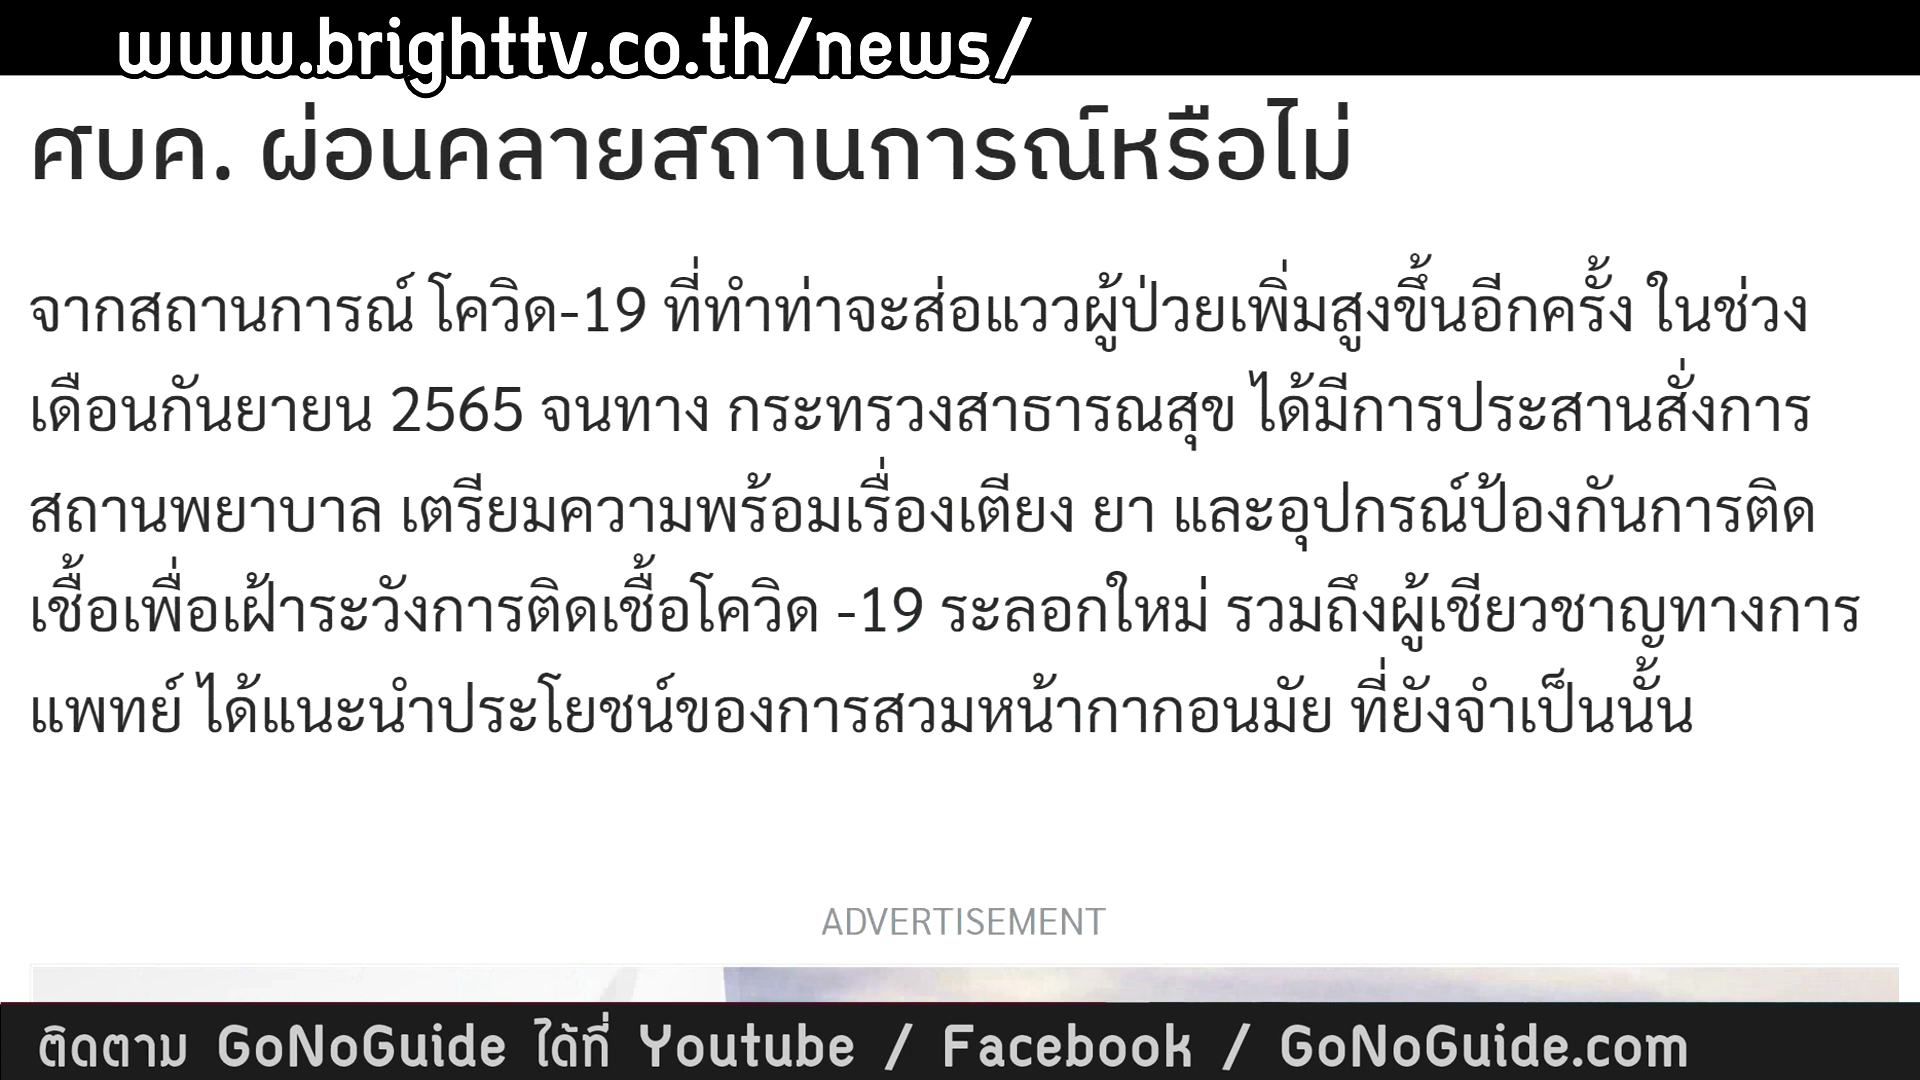 www.brighttv.co.th/news/
ศบค. ผ่อนคลายสถานการณ์หรือไม่
จากสถานการณ์ โควิด-19 ที่ทำท่าจะส่อแววผู้ป่วยเพิ่มสูงขึ้นอีกครั้ง ในช่วง
เดือนกันยายน 2565 จนทาง กระทรวงสาธารณสุข ได้มีการประสานสั่งการ
สถานพยาบาล เตรียมความพร้อมเรื่องเตียง ยา และอุปกรณ์ป้องกันการติด
เชื้อเพื่อเฝ้าระวังการติดเชื้อโควิด -19 ระลอกใหม่ รวมถึงผู้เชียวชาญทางการ
แพทย์ ได้แนะนำประโยชน์ของการสวมหน้ากากอนมัย ที่ยังจำเป็นนั้น
ADVERTISEMENT
ติดตาม GoNoGuide ได้ที่ Youtube / Facebook / GoNoGuide.com